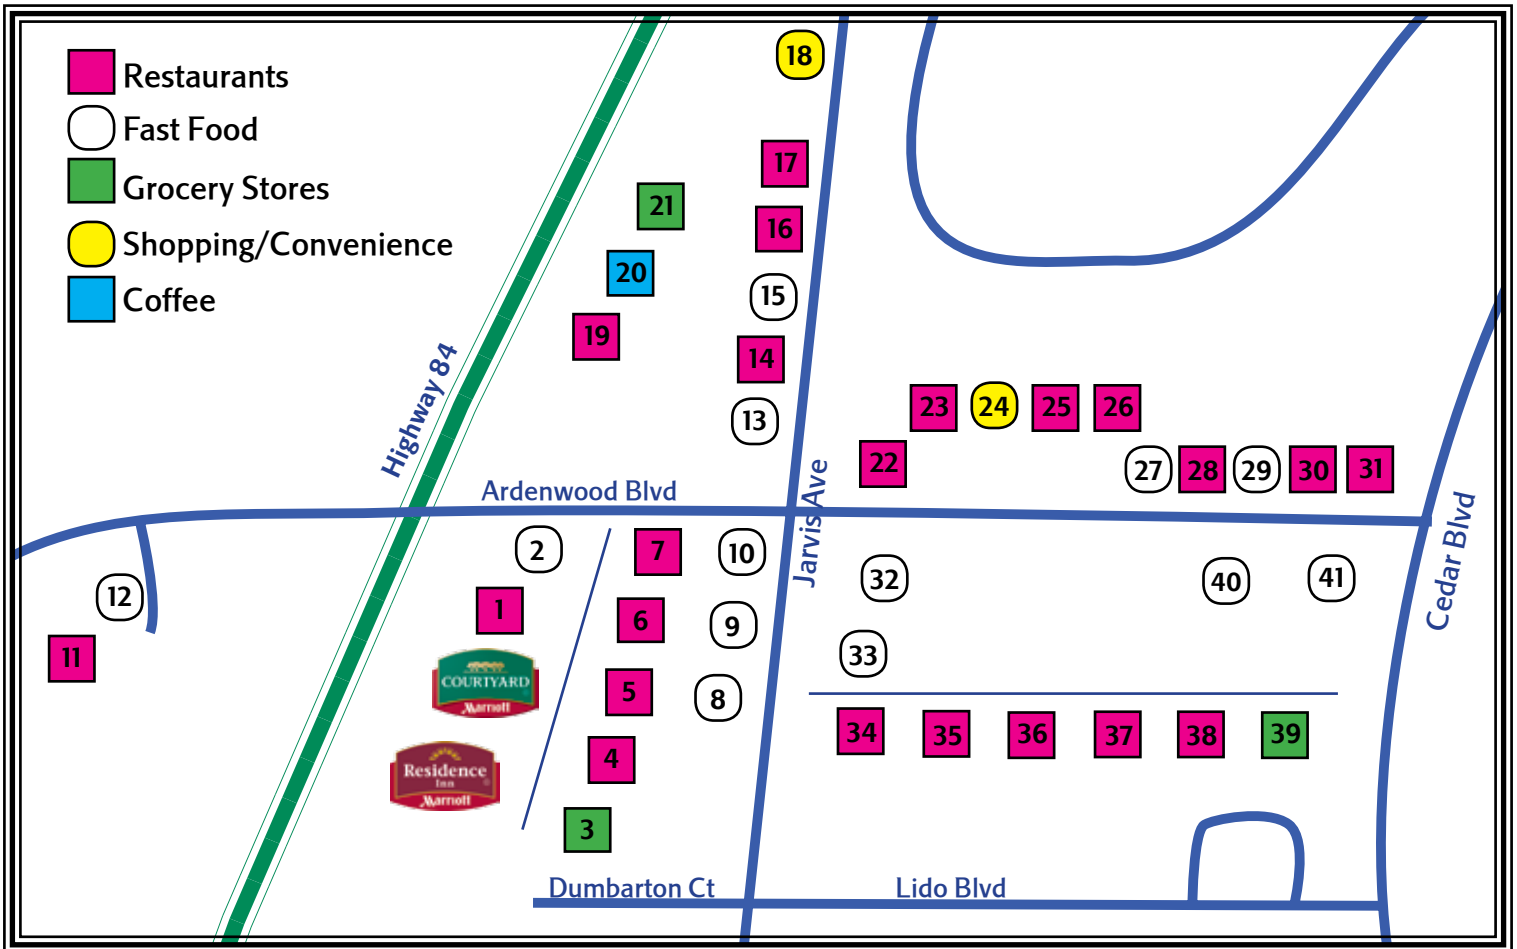 Restaurants
Fast Food
Grocery Stores
Shopping/Convenience
Coffee
18
17
21
16
20
15
19
14
Highway 84
13
23
24
25
26
22
27
28
29
30
31
Ardenwood Blvd
Jarvis Ave
Cedar Blvd
2
7
10
32
40
41
12
1
6
9
11
33
COURTYARD
Marriott
5
8
34
35
36
37
38
39
4
Residence
Inn
Marriott
3
Dumbarton Ct
Lido Blvd